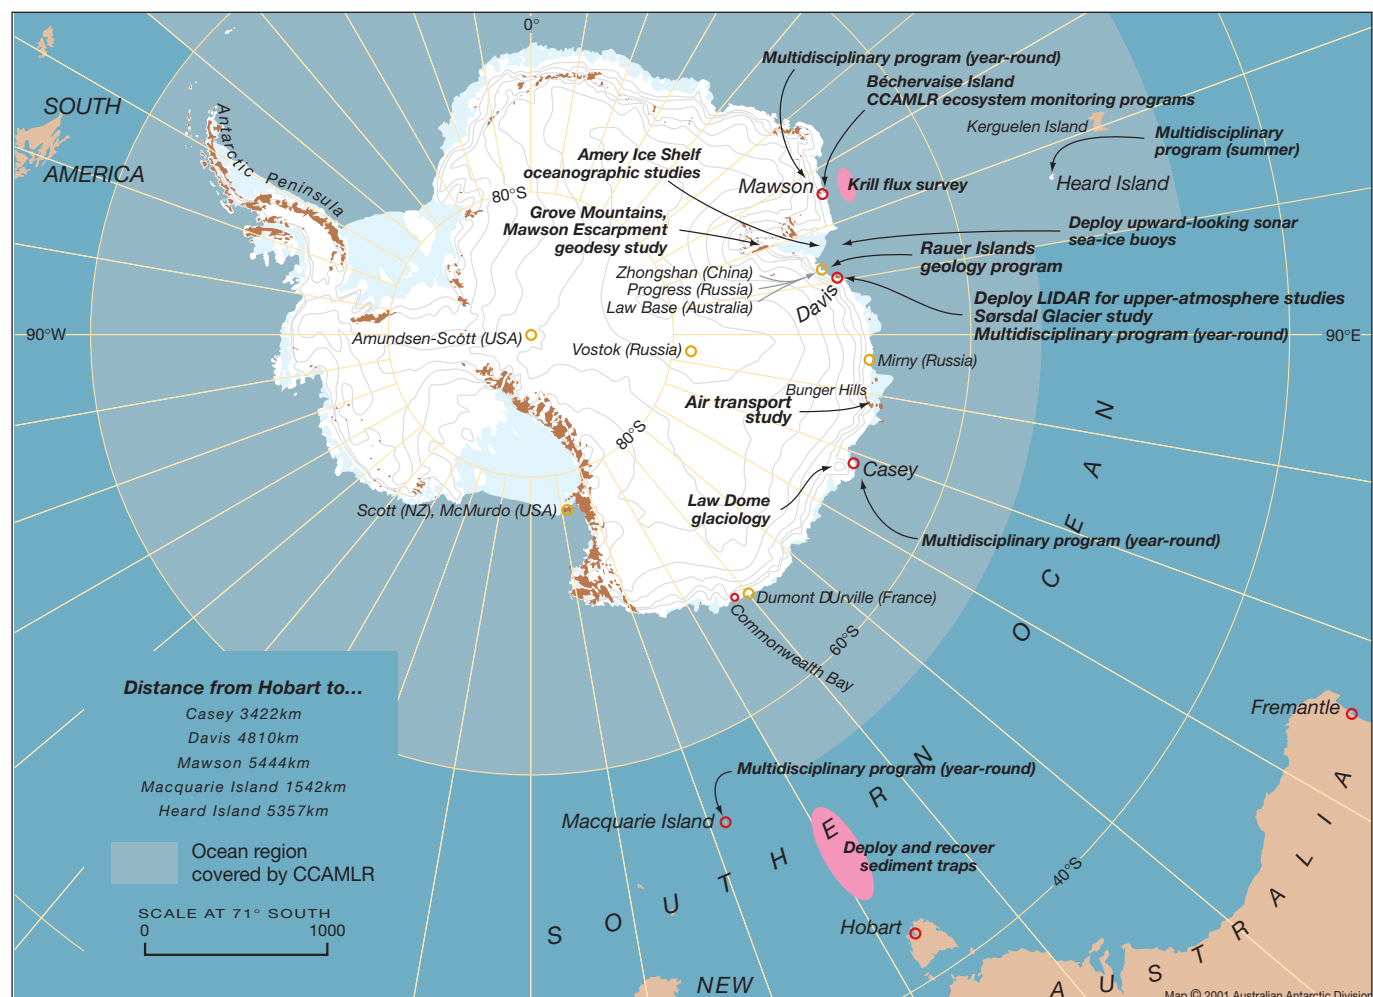 0°
Multidisciplinary program (year-round)
Béchervaise Island
CCAMLR ecosystem monitoring programs
SOUTH
AMERICA
Antarctic Peninsula
Kerguelen Island
Multidisciplinary
program (summer)
Heard Island
Amery Ice Shelf
oceanographic studies
Mawson
Krill flux survey
80°S
Grove Mountains,
Mawson Escarpment
geodesy study
Deploy upward-looking sonar
sea-ice buoys
Rauer Islands
geology program
Zhongshan (China)
Progress (Russia)
Law Base (Australia)
Davis
Deploy LIDAR for upper-atmosphere studies
Sørsdal Glacier study
Multidisciplinary program (year-round)
90°W
90°E
Amundsen-Scott (USA)
Vostok (Russia)
Mirny (Russia)
Bunger Hills
Air transport
study
80°S
Casey
Law Dome
glaciology
Scott (NZ), McMurdo (USA)
Multidisciplinary program (year-round)
Dumont D'Urville (France)
Commonwealth Bay
60°S
SOUTHERN OCEAN
Distance from Hobart to...
Casey 3422km
Davis 4810km
Mawson 5444km
Macquarie Island 1542km
Heard Island 5357km
Ocean region
covered by CCAMLR
SCALE AT 71° SOUTH
0 1000
Fremantle
Multidisciplinary program (year-round)
Macquarie Island
Deploy and recover
sediment traps
40°S
Hobart
AUSTRALIA
NEW
Map © 2001 Australian Antarctic Division